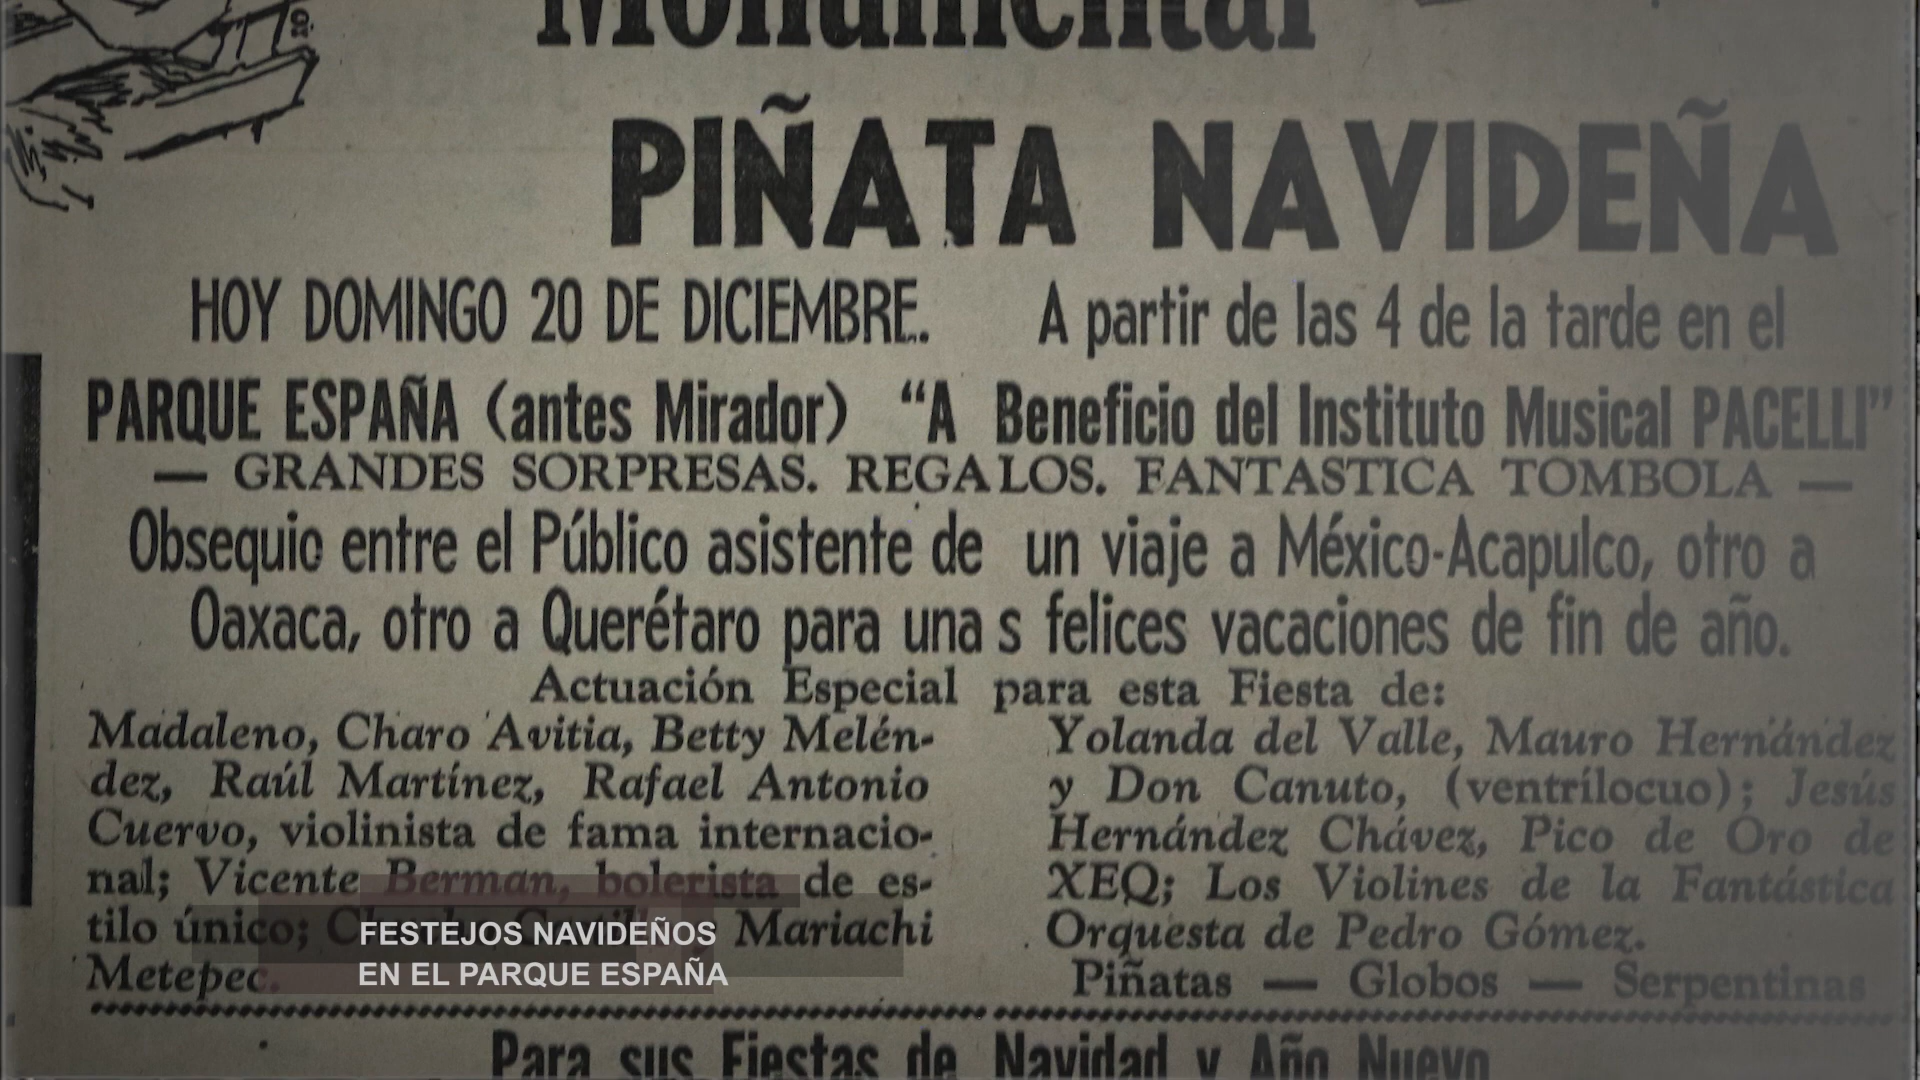 Monumental
PIÑATA NAVIDEÑA
HOY DOMINGO 20 DE DICIEMBRE. A partir de las 4 de la tarde en el
PARQUE ESPAÑA (antes Mirador) “A Beneficio del Instituto Musical PACELLI”
— GRANDES SORPRESAS. REGALOS. FANTASTICA TOMBOLA —
Obsequio entre el Público asistente de un viaje a México-Acapulco, otro a
Oaxaca, otro a Querétaro para una s felices vacaciones de fin de año.
Actuación Especial para esta Fiesta de:
Madaleno, Charo Avitia, Betty Melén-
dez, Raúl Martínez, Rafael Antonio
Cuervo, violinista de fama internacio-
nal; Vicente Berman, bolerista de es-
tilo único; Mariachi
Metepec.
Yolanda del Valle, Mauro Hernández
y Don Canuto, (ventrílocuo); Jesús
Hernández Chávez, Pico de Oro de
XEQ; Los Violines de la Fantástica
Orquesta de Pedro Gómez.
Piñatas — Globos — Serpentinas
FESTEJOS NAVIDEÑOS
EN EL PARQUE ESPAÑA
Para sus Fiestas de Navidad y Año Nuevo